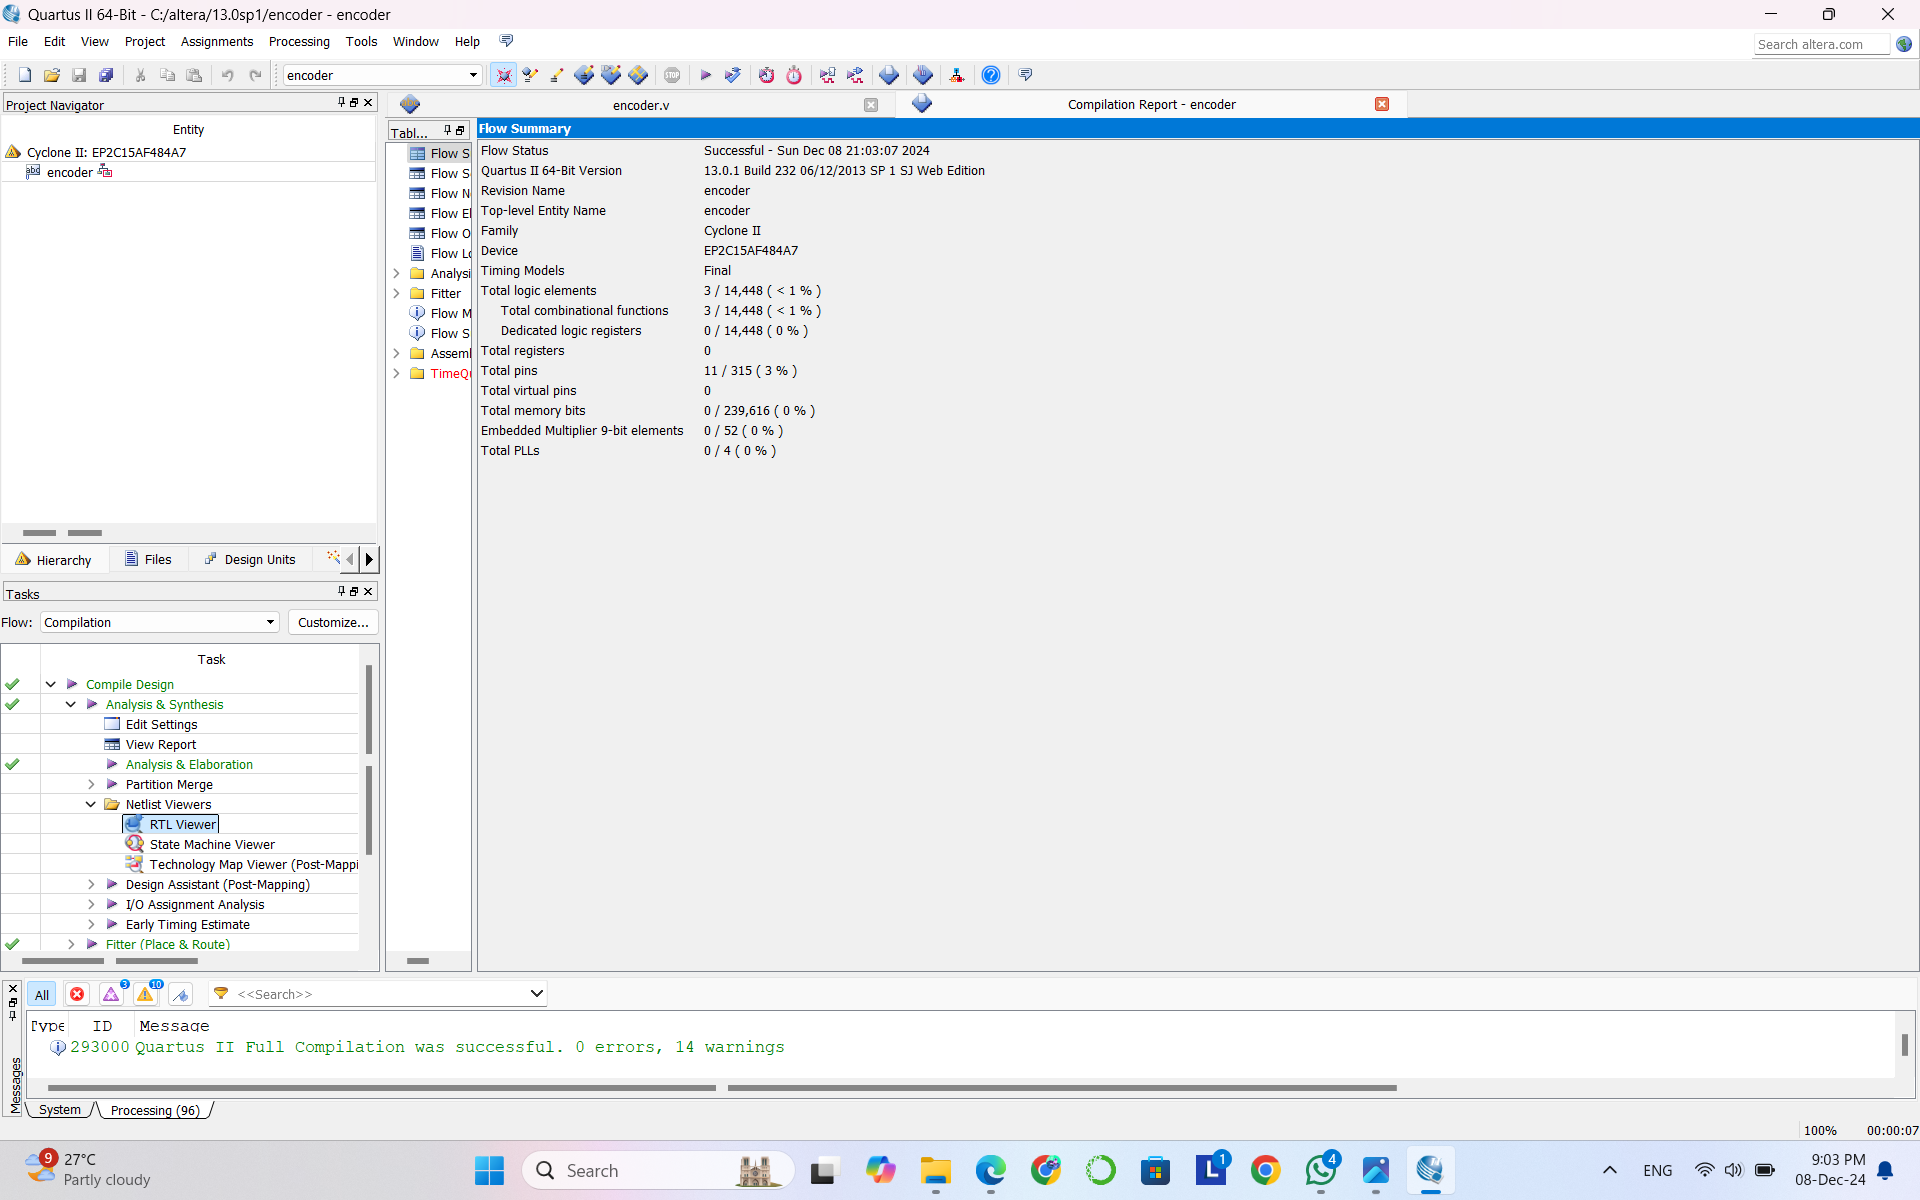 Quartus II 64-Bit - C:/altera/13.0sp1/encoder - encoder
File Edit View Project Assignments Processing Tools Window Help
Search altera.com
encoder
Project Navigator
Entity
Cyclone II: EP2C15AF484A7
encoder
Hierarchy Files Design Units
Tasks
Flow: Compilation Customize...
Task
Compile Design
Analysis & Synthesis
Edit Settings
View Report
Analysis & Elaboration
Partition Merge
Netlist Viewers
RTL Viewer
State Machine Viewer
Technology Map Viewer (Post-Mappi
Design Assistant (Post-Mapping)
I/O Assignment Analysis
Early Timing Estimate
Fitter (Place & Route)
encoder.v
Compilation Report - encoder
Tabl...
Flow S
Flow S
Flow N
Flow El
Flow O
Flow Lo
Analysi
Fitter
Flow M
Flow S
Assem
TimeQu
Flow Summary
Flow Status Successful - Sun Dec 08 21:03:07 2024
Quartus II 64-Bit Version 13.0.1 Build 232 06/12/2013 SP 1 SJ Web Edition
Revision Name encoder
Top-level Entity Name encoder
Family Cyclone II
Device EP2C15AF484A7
Timing Models Final
Total logic elements 3 / 14,448 ( < 1 % )
Total combinational functions 3 / 14,448 ( < 1 % )
Dedicated logic registers 0 / 14,448 ( 0 % )
Total registers 0
Total pins 11 / 315 ( 3 % )
Total virtual pins 0
Total memory bits 0 / 239,616 ( 0 % )
Embedded Multiplier 9-bit elements 0 / 52 ( 0 % )
Total PLLs 0 / 4 ( 0 % )
Messages
All 3 10 <<Search>>
Type ID Message
293000 Quartus II Full Compilation was successful. 0 errors, 14 warnings
System Processing (96)
100% 00:00:07
9 27°C
Partly cloudy
Search
1
4
ENG
9:03 PM
08-Dec-24